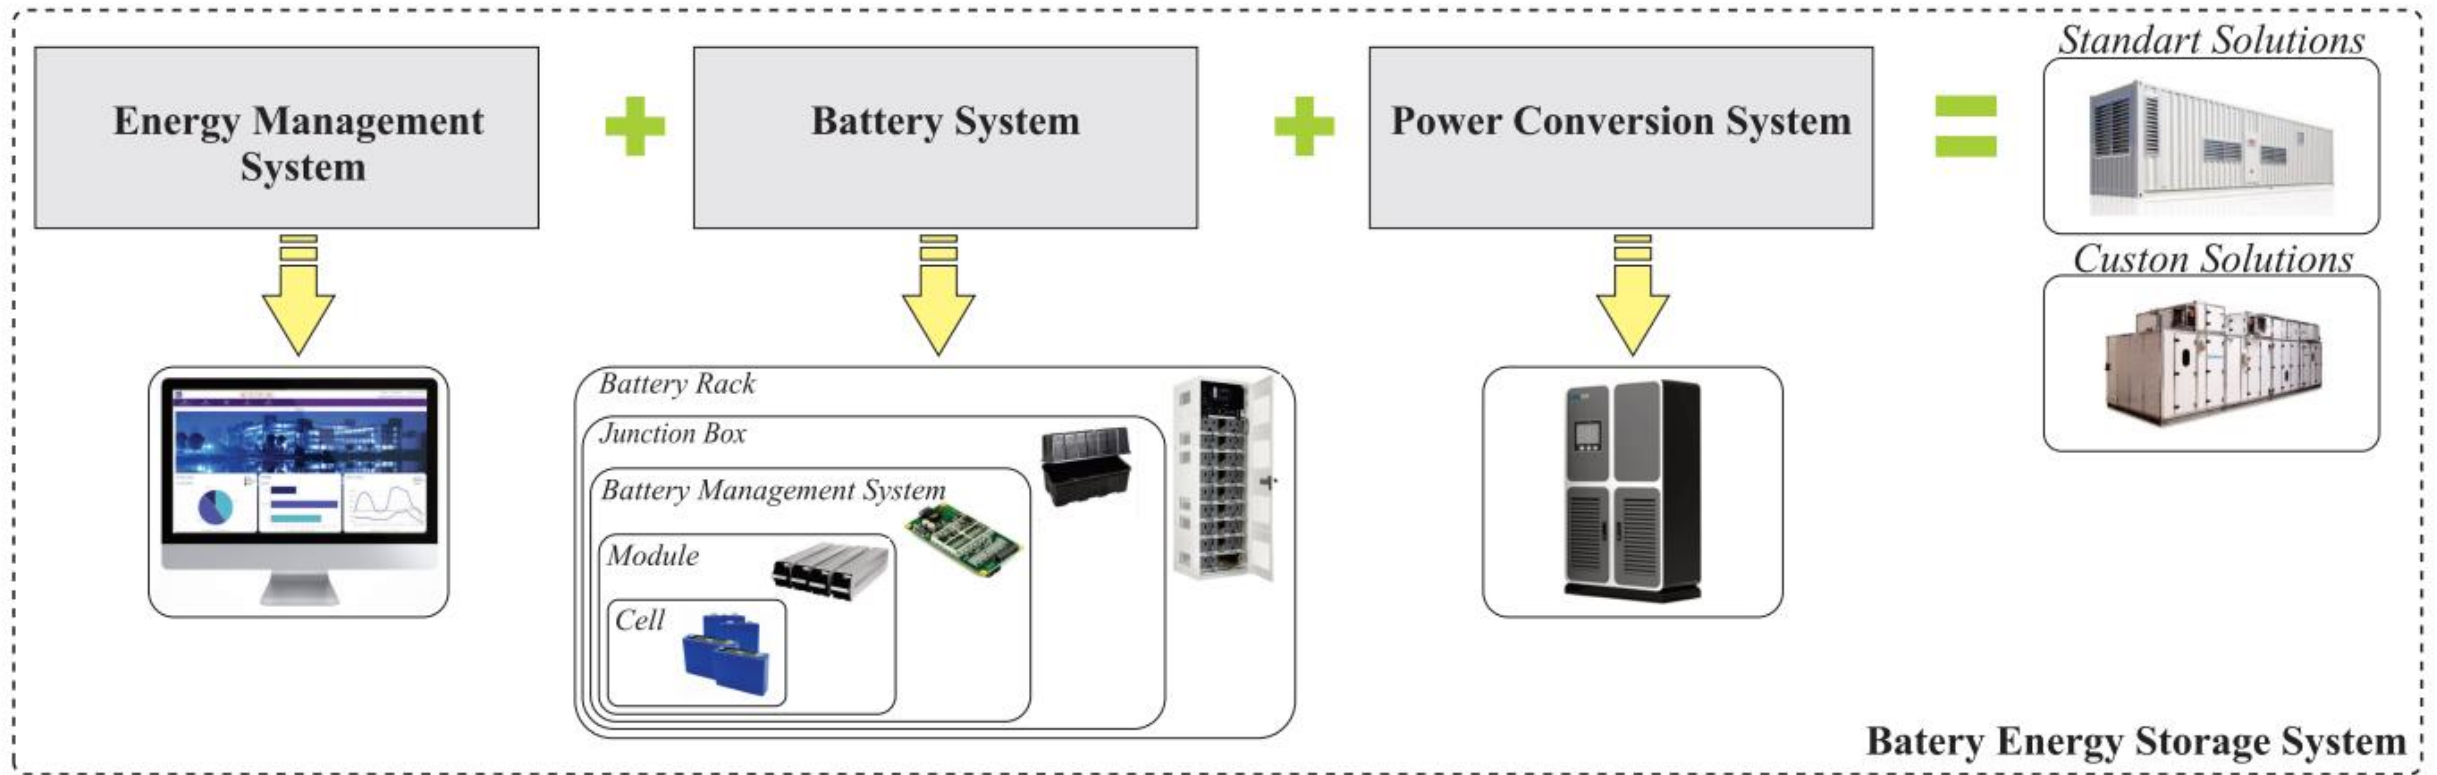 Standart Solutions
Energy Management
System
Battery System
Power Conversion System
Custon Solutions
Battery Rack
Junction Box
Battery Management System
Module
Cell
Batery Energy Storage System